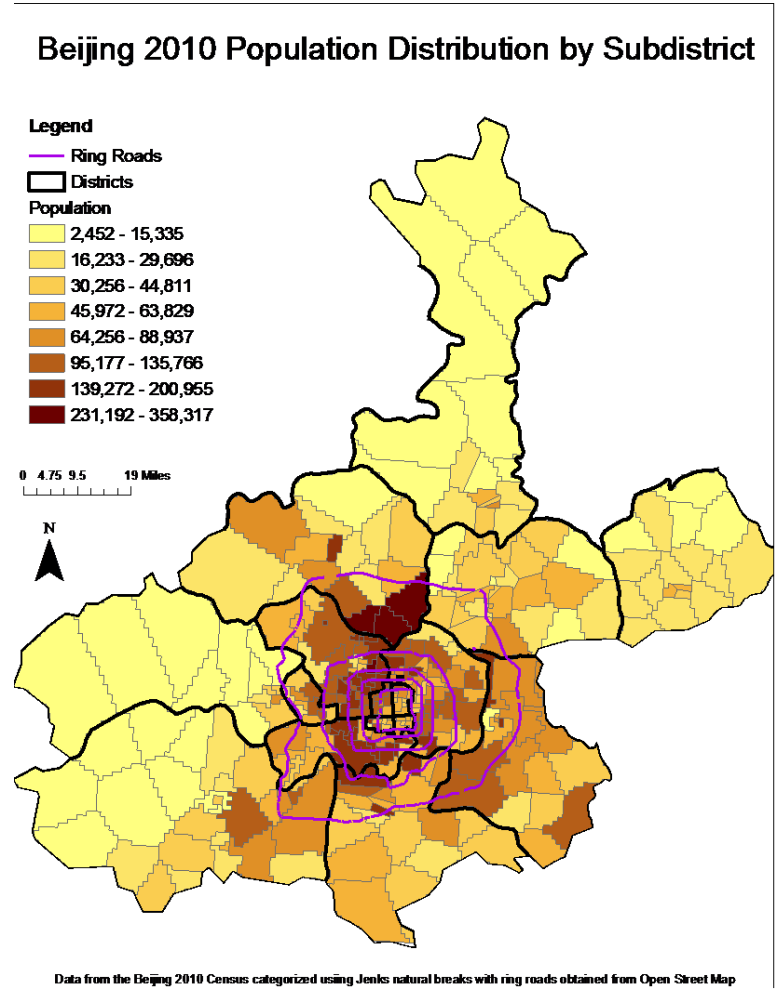 Beijing 2010 Population Distribution by Subdistrict
Legend
Ring Roads
Districts
Population
2,452 - 15,335
16,233 - 29,696
30,256 - 44,811
45,972 - 63,829
64,256 - 88,937
95,177 - 135,766
139,272 - 200,955
231,192 - 358,317
0 4.75 9.5 19 Miles
N
Data from the Beijing 2010 Census categorized using Jenks natural breaks with ring roads obtained from Open Street Map